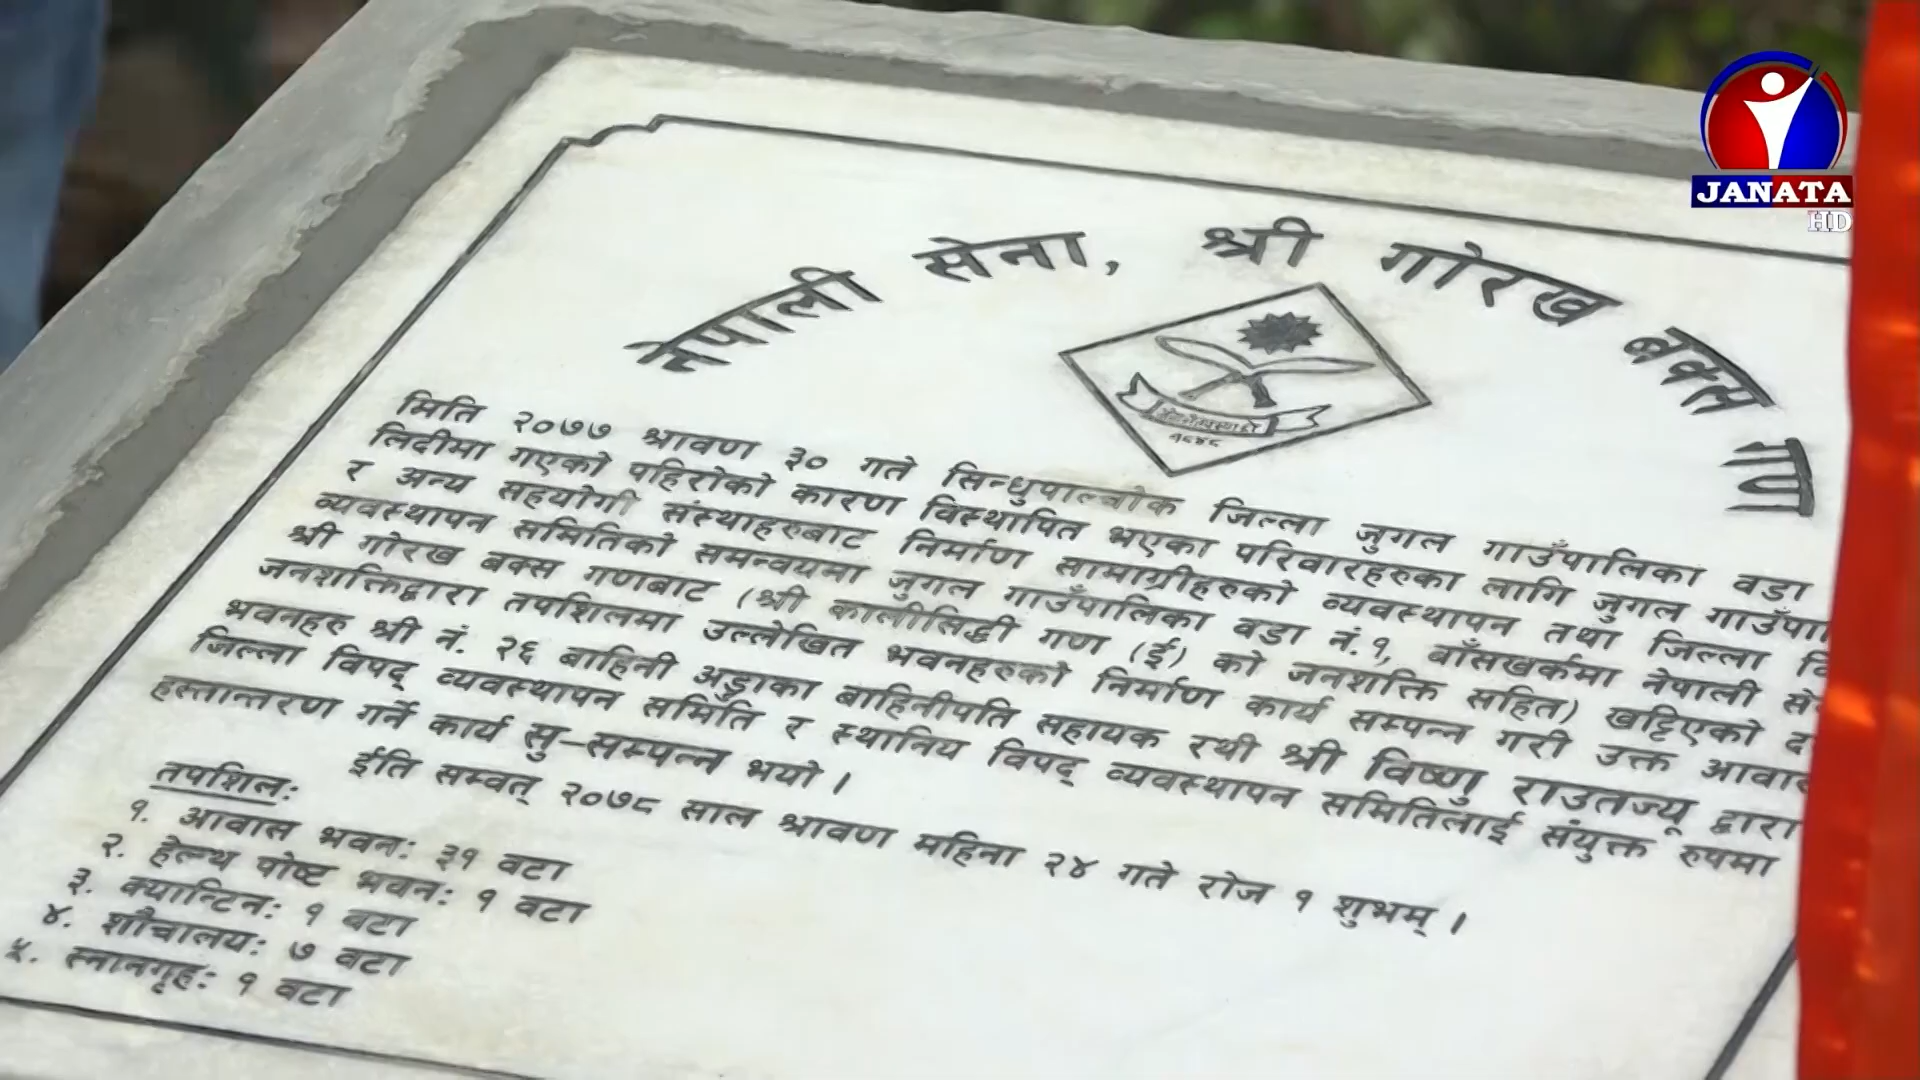 JANATA
HD
नेपाली सेना, श्री गोरख बक्स गण
१८४८
मिति २०७७ श्रावण ३० गते सिन्धुपाल्चोक जिल्ला जुगल गाउँपालिका वडा
लिदीमा गएको पहिरोको कारण विस्थापित भएका परिवारहरुका लागि जुगल
र अन्य सहयोगी संस्थाहरुबाट निर्माण सामाग्रीहरुको व्यवस्थापन तथा जिल्ला
व्यवस्थापन समितिको समन्वयमा जुगल गाउँपालिका वडा नं.१, बाँसखर्कमा नेपाली
श्री गोरख बक्स गणबाट (श्री कालीसिद्धी गण (ई) को जनशक्ति सहित) खट्टिएको
जनशक्तिद्वारा तपशिलमा उल्लेखित भवनहरुको निर्माण कार्य सम्पन्न गरी उक्त
भवनहरु श्री नं. २६ बाहिनी अड्डाका बाहिनीपति सहायक रथी श्री विष्णु राउतज्यू द्वारा
जिल्ला विपद् व्यवस्थापन समिति र स्थानिय विपद् व्यवस्थापन समितिलाई संयुक्त रुपमा
हस्तान्तरण गर्ने कार्य सु-सम्पन्न भयो ।
ईति सम्वत् २०७८ साल श्रावण महिना २४ गते रोज १ शुभम् ।
तपशिल:
१. आवास भवन: ३१ वटा
२. हेल्थ पोष्ट भवन: १ वटा
३. क्यान्टिन: १ वटा
४. शौचालय: ७ वटा
५. स्नानगृह: १ वटा